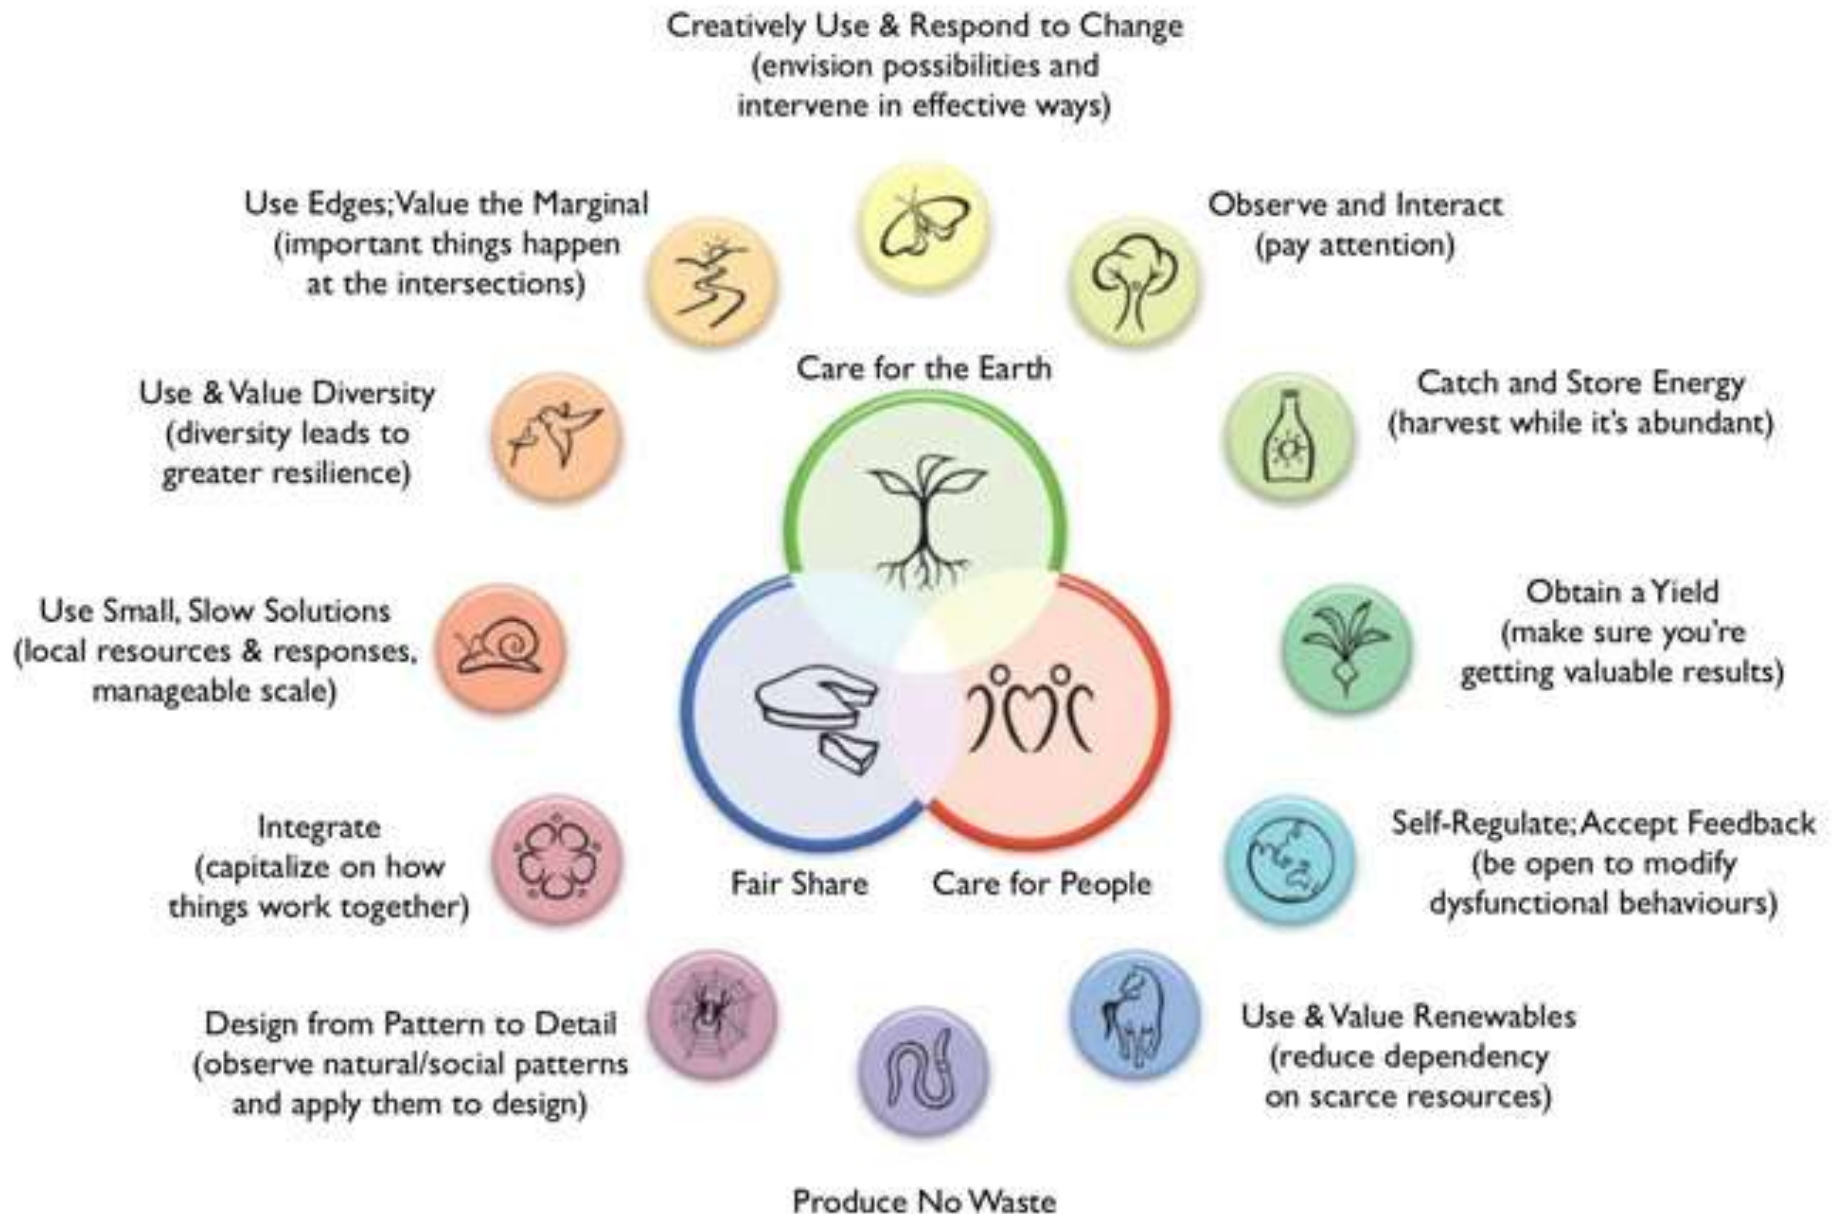 Creatively Use & Respond to Change
(envision possibilities and
intervene in effective ways)
Observe and Interact
(pay attention)
Catch and Store Energy
(harvest while it's abundant)
Obtain a Yield
(make sure you're
getting valuable results)
Self-Regulate; Accept Feedback
(be open to modify
dysfunctional behaviours)
Use & Value Renewables
(reduce dependency
on scarce resources)
Produce No Waste
Design from Pattern to Detail
(observe natural/social patterns
and apply them to design)
Integrate
(capitalize on how
things work together)
Use Small, Slow Solutions
(local resources & responses,
manageable scale)
Use & Value Diversity
(diversity leads to
greater resilience)
Use Edges; Value the Marginal
(important things happen
at the intersections)
Care for the Earth
Fair Share
Care for People